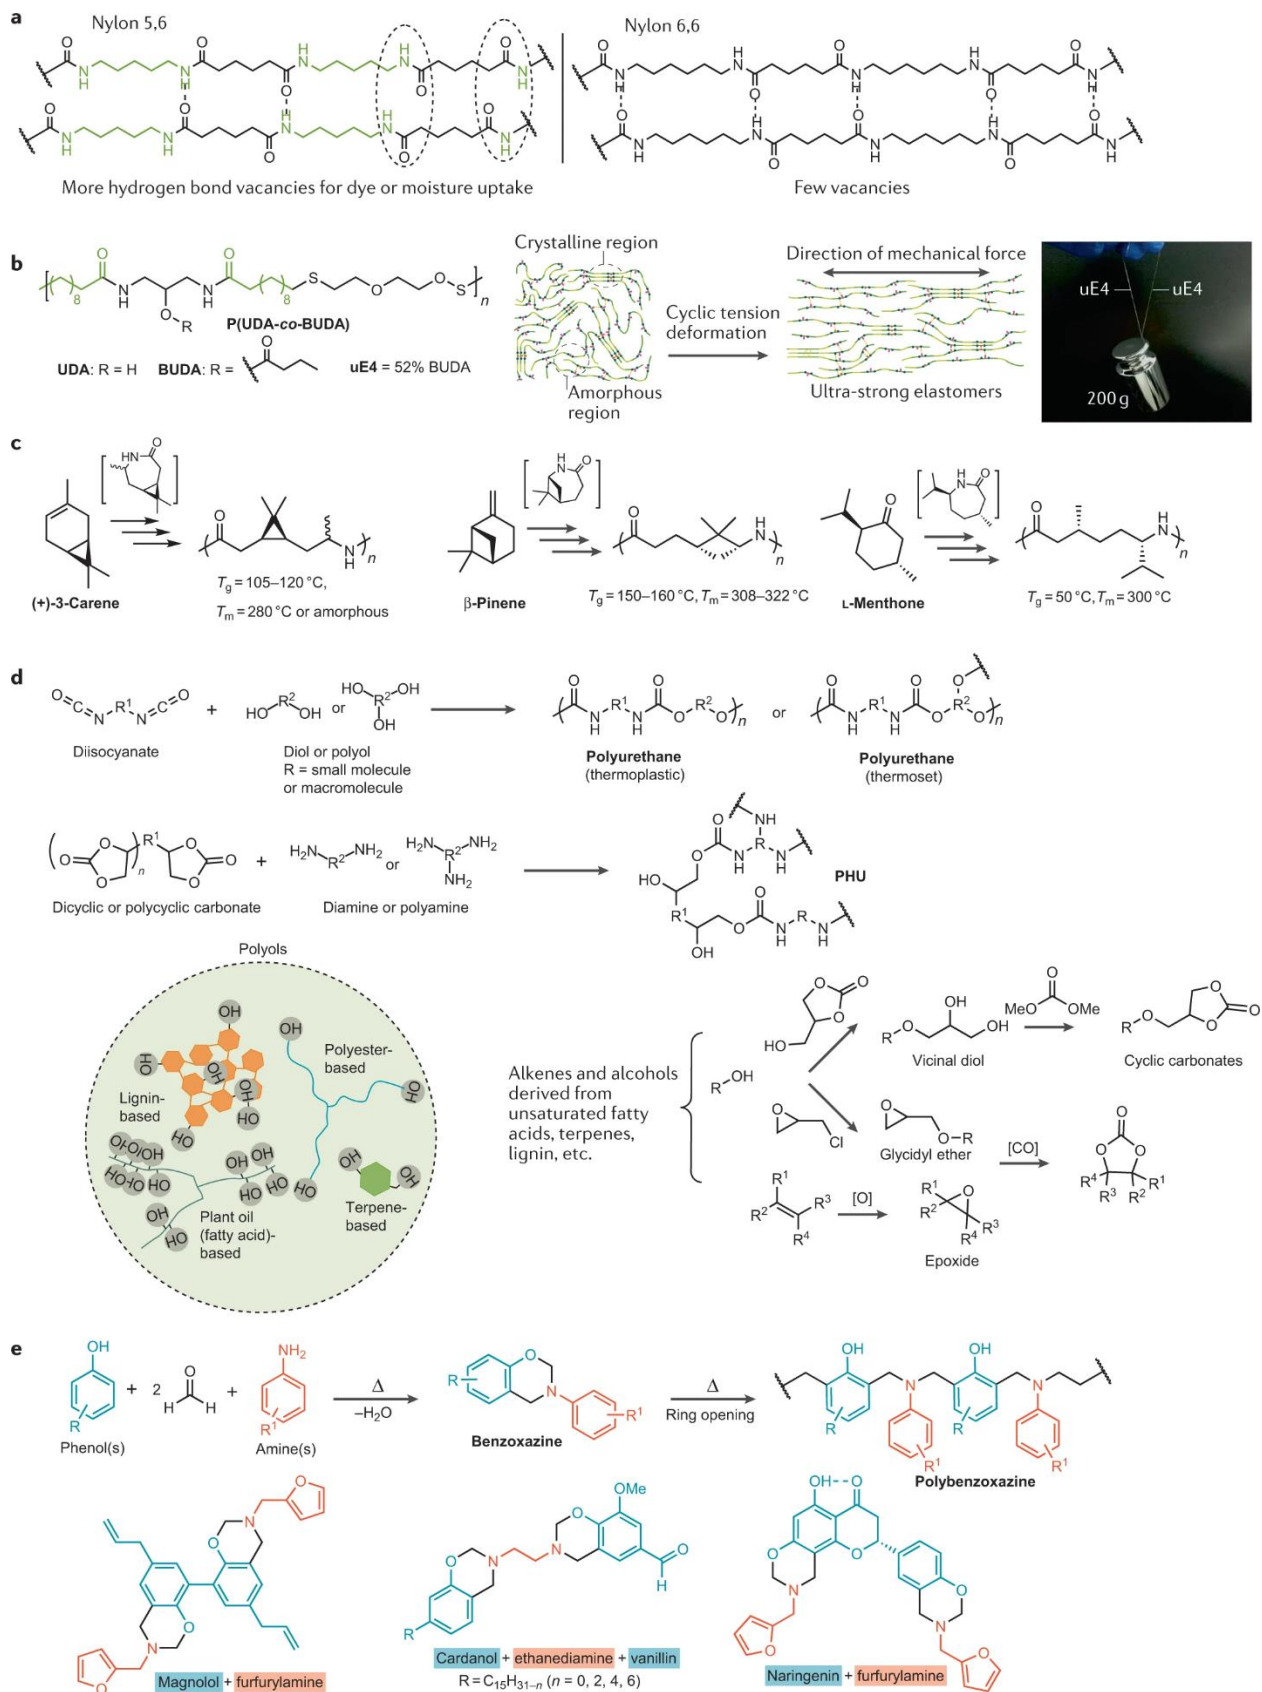 a
Nylon 5,6
Nylon 6,6
More hydrogen bond vacancies for dye or moisture uptake
Few vacancies
b
P(UDA-co-BUDA)
UDA: R = H
BUDA: R =
uE4 = 52% BUDA
Crystalline region
Amorphous
region
Cyclic tension
deformation
Direction of mechanical force
Ultra-strong elastomers
uE4
uE4
200 g
c
(+)-3-Carene
Tg = 105–120 °C,
Tm = 280 °C or amorphous
β-Pinene
Tg = 150–160 °C, Tm = 308–322 °C
L-Menthone
Tg = 50 °C, Tm = 300 °C
d
Diisocyanate
+
or
Diol or polyol
R = small molecule
or macromolecule
Polyurethane
(thermoplastic)
or
Polyurethane
(thermoset)
Dicyclic or polycyclic carbonate
+
or
Diamine or polyamine
PHU
Polyols
Lignin-
based
Polyester-
based
Plant oil
(fatty acid)-
based
Terpene-
based
Alkenes and alcohols
derived from
unsaturated fatty
acids, terpenes,
lignin, etc.
R–OH
Vicinal diol
Cyclic carbonates
Glycidyl ether
[CO]
[O]
Epoxide
e
Phenol(s)
+ 2
+
Amine(s)
Δ
–H2O
Benzoxazine
Δ
Ring opening
Polybenzoxazine
Magnolol + furfurylamine
Cardanol + ethanediamine + vanillin
R = C15H31–n (n = 0, 2, 4, 6)
Naringenin + furfurylamine